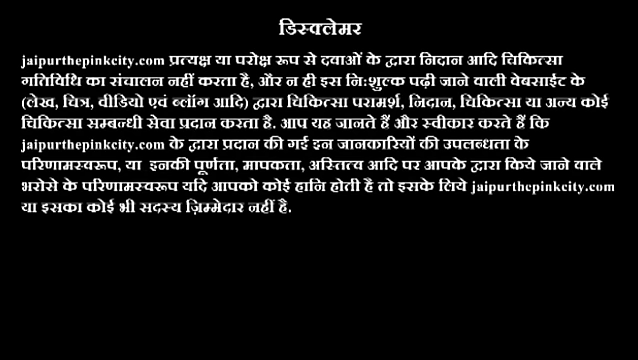 डिस्क्लेमर
jaipurthepinkcity.com प्रत्यक्ष या परोक्ष रूप से दवाओं के द्वारा निदान आदि चिकित्सा
गतिविधि का संचालन नहीं करता है, और न ही इस नि:शुल्क पढ़ी जाने वाली वेबसाईट के
(लेख, चित्र, वीडियो एवं ब्लॉग आदि) द्वारा चिकित्सा परामर्श, निदान, चिकित्सा या अन्य कोई
चिकित्सा सम्बन्धी सेवा प्रदान करता है. आप यह जानते हैं और स्वीकार करते हैं कि
jaipurthepinkcity.com के द्वारा प्रदान की गई इन जानकारियों की उपलब्धता के
परिणामस्वरूप, या इनकी पूर्णता, मापकता, अस्तित्व आदि पर आपके द्वारा किये जाने वाले
भरोसे के परिणामस्वरूप यदि आपको कोई हानि होती है तो इसके लिये jaipurthepinkcity.com
या इसका कोई भी सदस्य ज़िम्मेदार नहीं है.